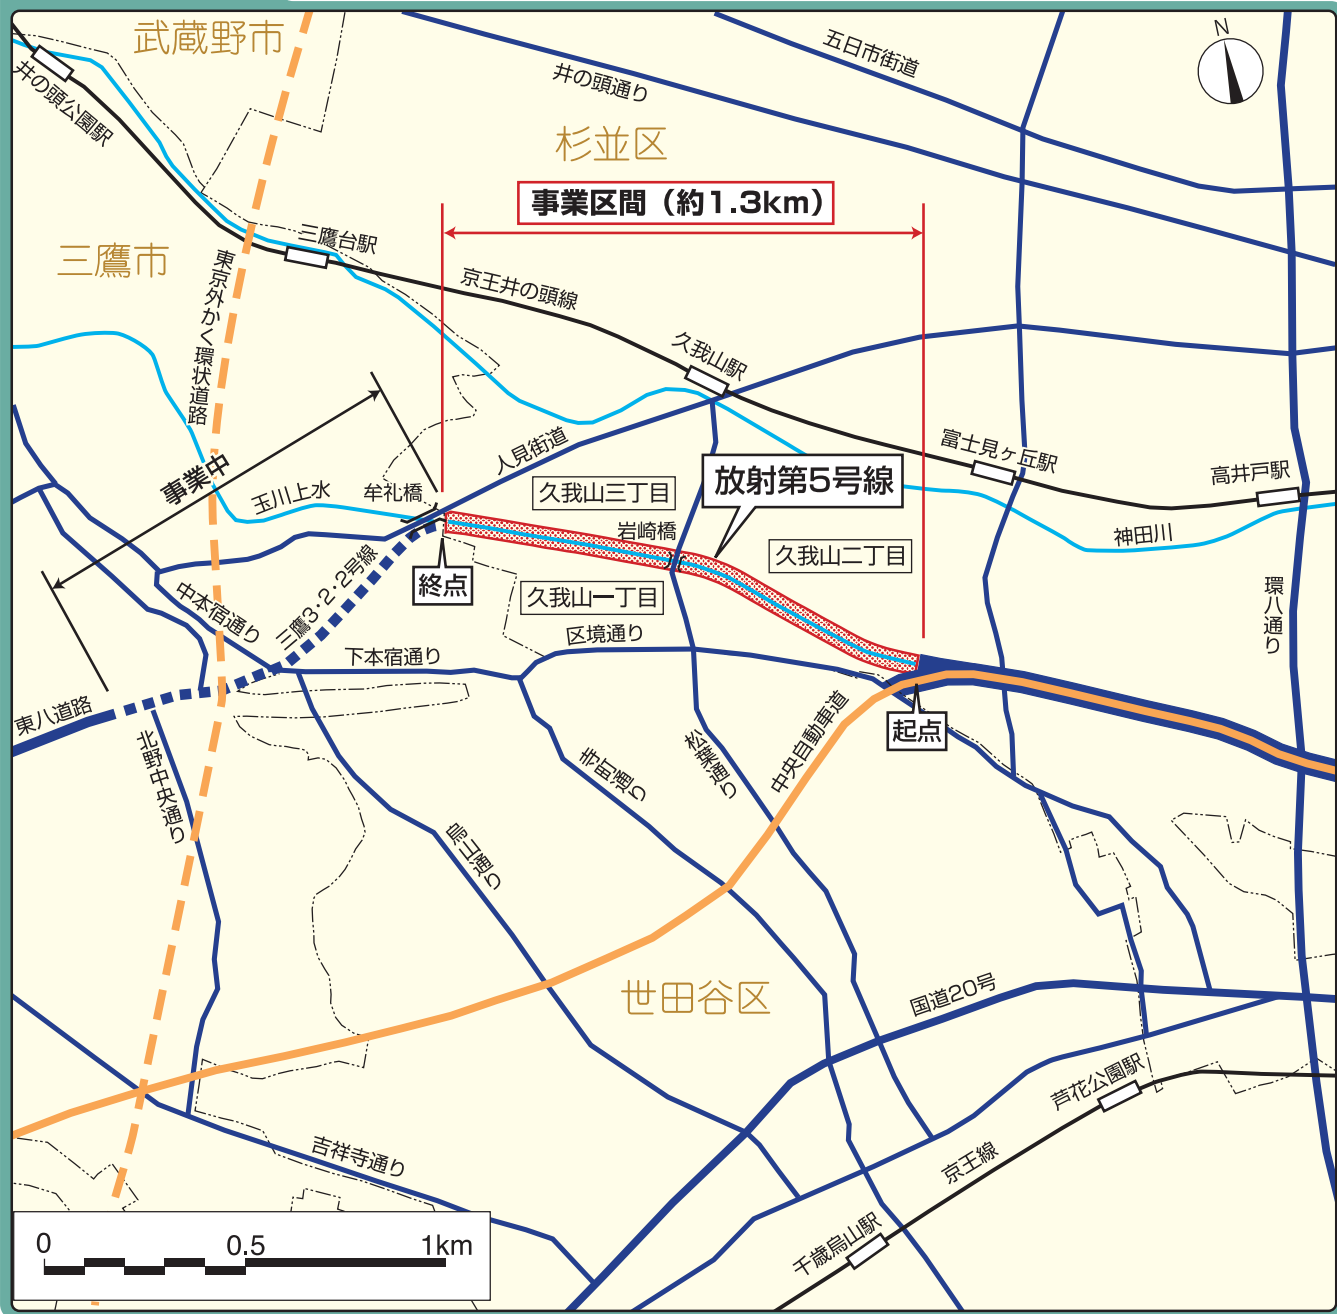 武蔵野市
五日市街道
N
井の頭通り
井の頭公園駅
杉並区
事業区間（約1.3km）
三鷹台駅
三鷹市
東京外かく環状道路
京王井の頭線
久我山駅
人見街道
富士見ヶ丘駅
高井戸駅
事業中
放射第5号線
玉川上水
牟礼橋
久我山三丁目
岩崎橋
神田川
久我山二丁目
三鷹3・2・2号線
終点
久我山一丁目
環八通り
中本宿通り
区境通り
下本宿通り
東八道路
北野中央通り
中央自動車道
起点
寺町通り
松葉通り
烏山通り
世田谷区
国道20号
芦花公園駅
吉祥寺通り
京王線
千歳烏山駅
0 0.5 1km